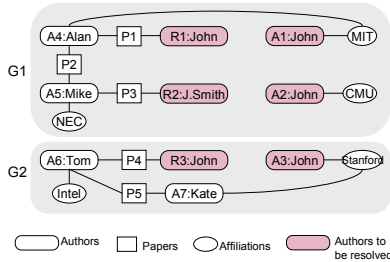 G1
A4:Alan P1 R1:John A1:John MIT
P2
A5:Mike P3 R2:J.Smith A2:John CMU
NEC
G2
A6:Tom P4 R3:John A3:John Stanford
Intel P5 A7:Kate
Authors Papers Affiliations Authors to
be resolved